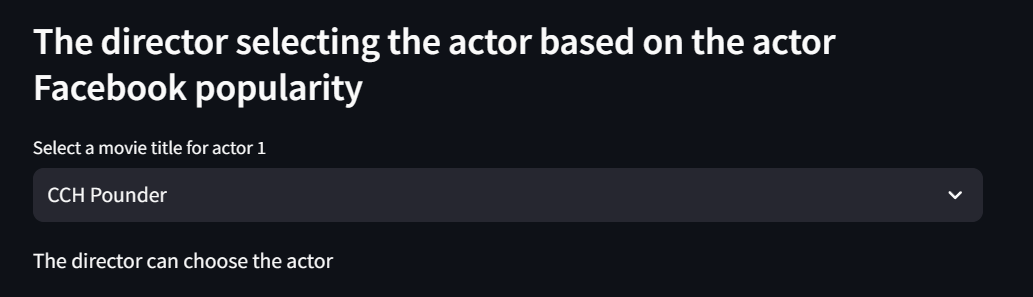 The director selecting the actor based on the actor
Facebook popularity
Select a movie title for actor 1
CCH Pounder
The director can choose the actor